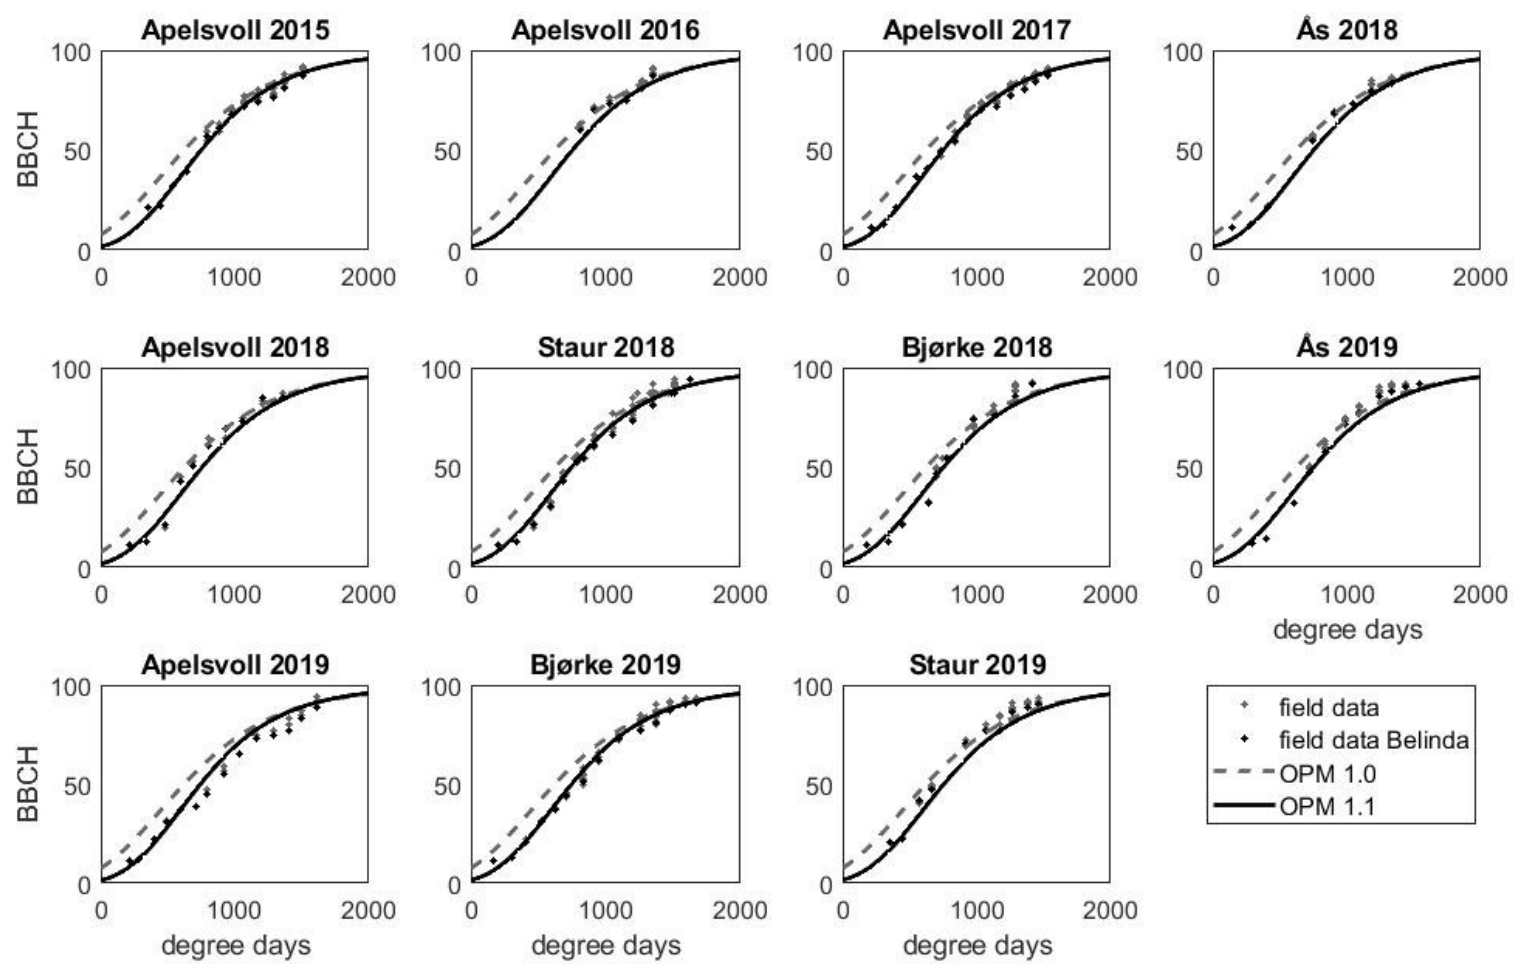 Apelsvoll 2015
100
50
0
BBCH
0 1000 2000
Apelsvoll 2016
100
50
0
0 1000 2000
Apelsvoll 2017
100
50
0
0 1000 2000
Ås 2018
100
50
0
0 1000 2000
Apelsvoll 2018
100
50
0
BBCH
0 1000 2000
Staur 2018
100
50
0
0 1000 2000
Bjørke 2018
100
50
0
0 1000 2000
Ås 2019
100
50
0
0 1000 2000
degree days
Apelsvoll 2019
100
50
0
BBCH
0 1000 2000
degree days
Bjørke 2019
100
50
0
0 1000 2000
degree days
Staur 2019
100
50
0
0 1000 2000
degree days
field data
field data Belinda
OPM 1.0
OPM 1.1